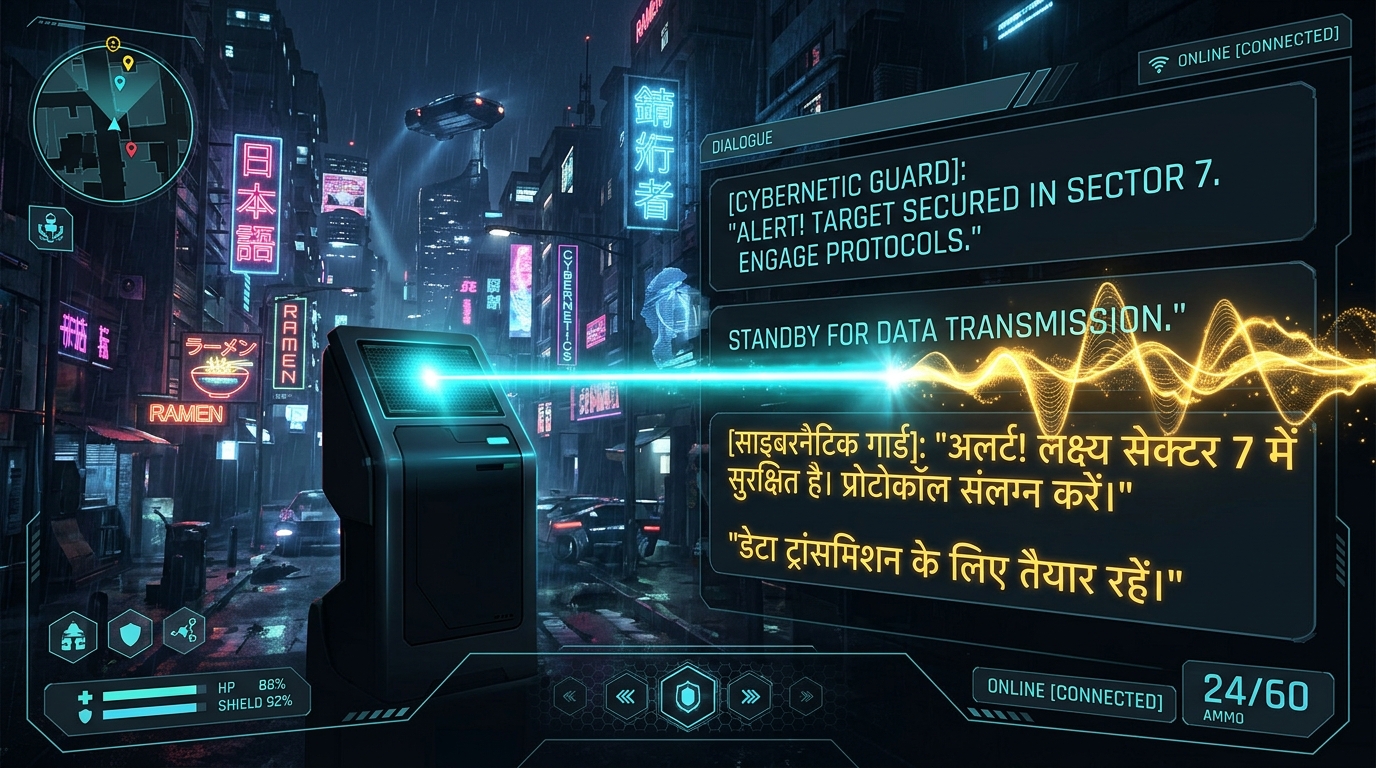 ONLINE [CONNECTED]
DIALOGUE
[CYBERNETIC GUARD]:
"ALERT! TARGET SECURED IN SECTOR 7.
ENGAGE PROTOCOLS."
STANDBY FOR DATA TRANSMISSION."
[साइबरनैटिक गार्ड]: "अलर्ट! लक्ष्य सेक्टर 7 में
सुरक्षित है। प्रोटोकॉल संलग्न करें।"
"डेटा ट्रांसमिशन के लिए तैयार रहें।"
日本語
ラーメン
RAMEN
RAMEN
CYBERNETICS
HP 88%
SHIELD 92%
ONLINE [CONNECTED]
24/60
AMMO